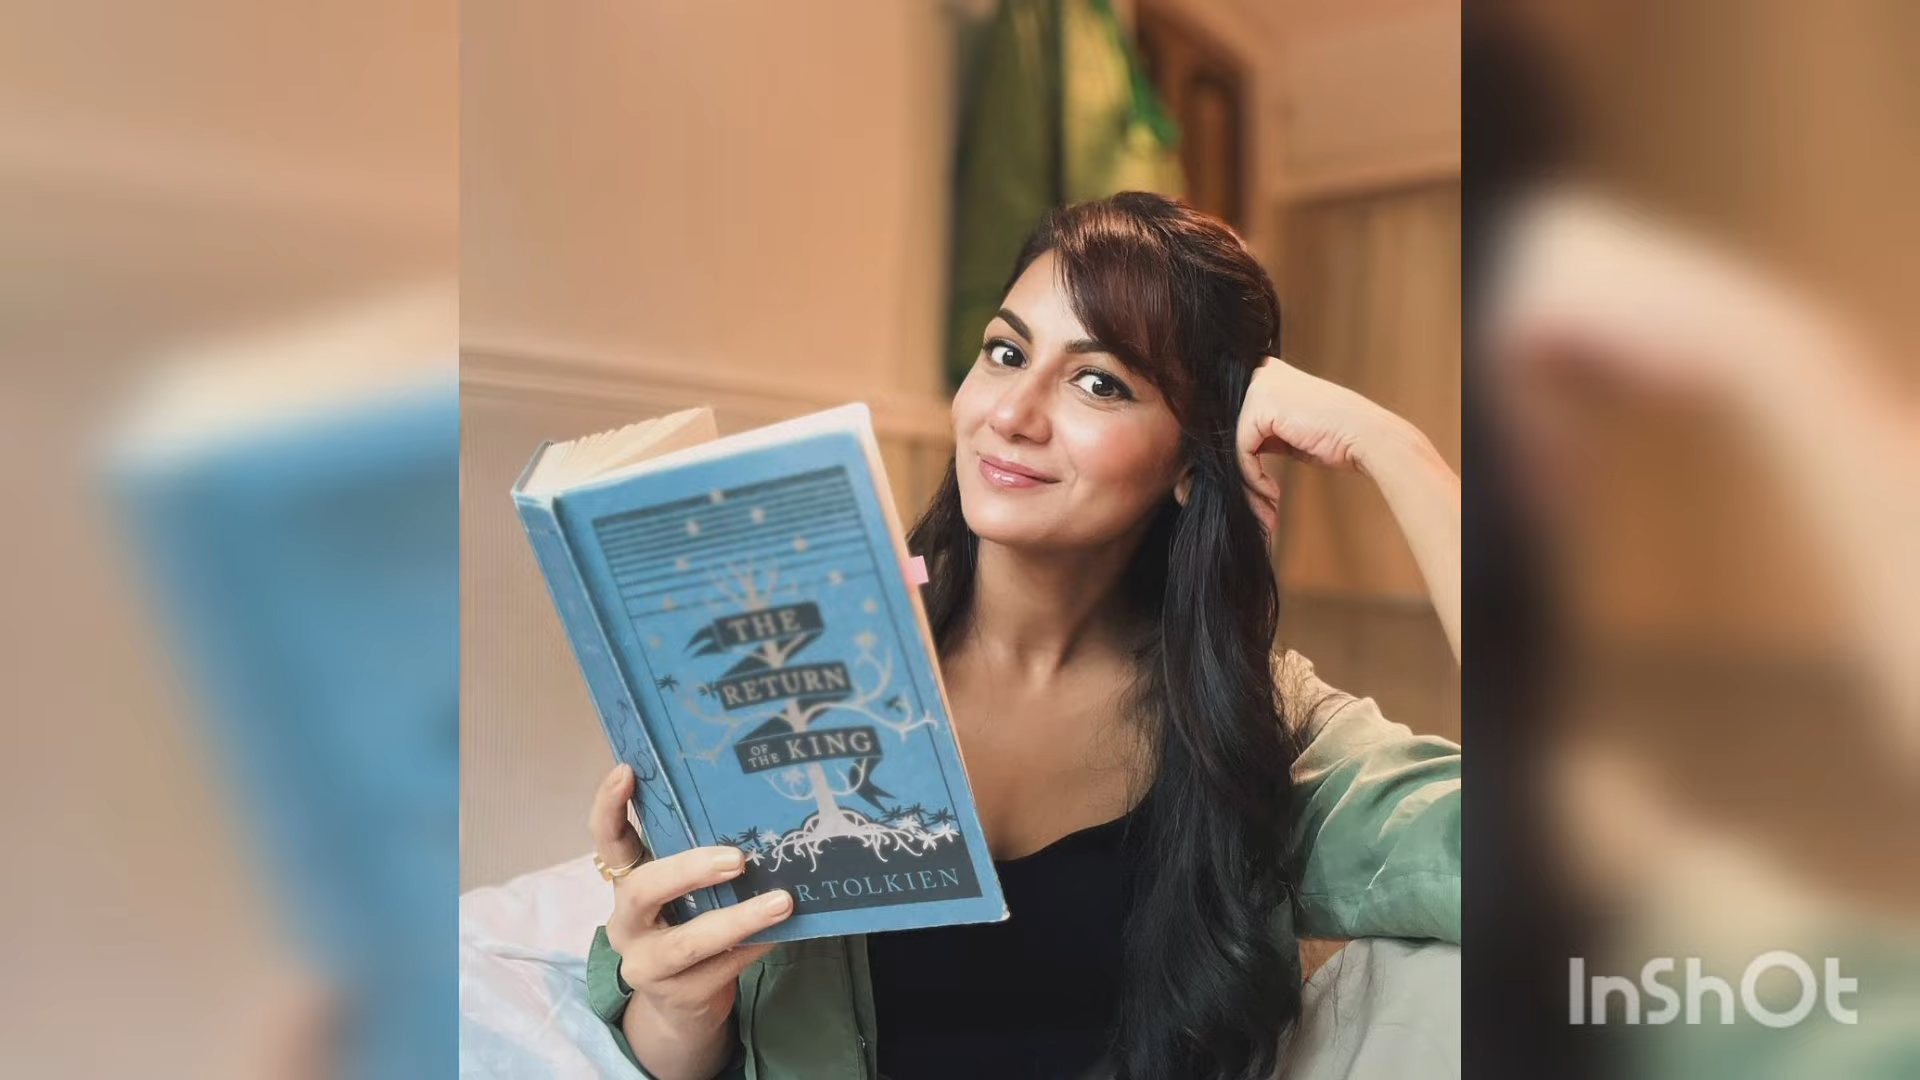 THE
RETURN
OF THE KING
R. TOLKIEN
InShOt